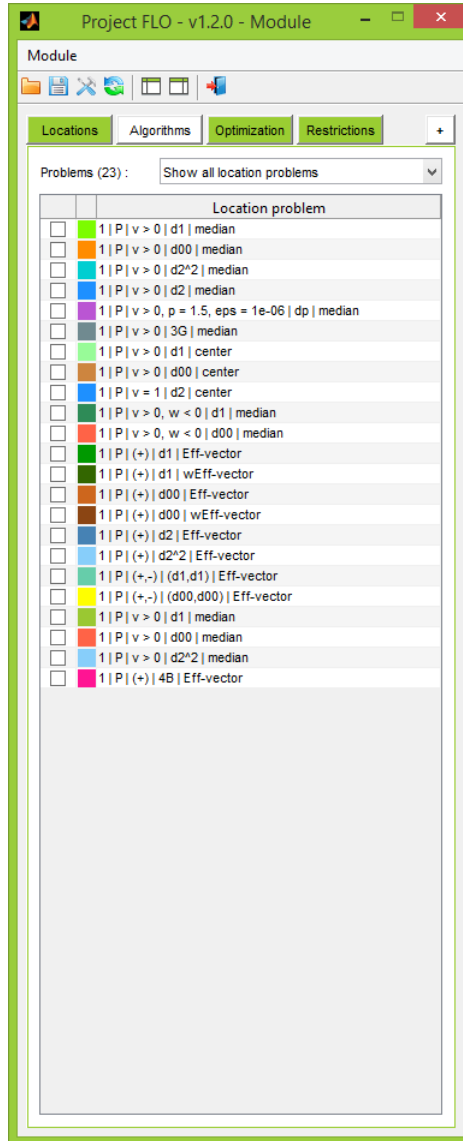 Project FLO - v1.2.0 - Module
Module
Locations Algorithms Optimization Restrictions +
Problems (23) : Show all location problems
Location problem
1 | P | v > 0 | d1 | median
1 | P | v > 0 | d00 | median
1 | P | v > 0 | d2^2 | median
1 | P | v > 0 | d2 | median
1 | P | v > 0, p = 1.5, eps = 1e-06 | dp | median
1 | P | v > 0 | 3G | median
1 | P | v > 0 | d1 | center
1 | P | v > 0 | d00 | center
1 | P | v = 1 | d2 | center
1 | P | v > 0, w < 0 | d1 | median
1 | P | v > 0, w < 0 | d00 | median
1 | P | (+) | d1 | Eff-vector
1 | P | (+) | d1 | wEff-vector
1 | P | (+) | d00 | Eff-vector
1 | P | (+) | d00 | wEff-vector
1 | P | (+) | d2 | Eff-vector
1 | P | (+) | d2^2 | Eff-vector
1 | P | (+,-) | (d1,d1) | Eff-vector
1 | P | (+,-) | (d00,d00) | Eff-vector
1 | P | v > 0 | d1 | median
1 | P | v > 0 | d00 | median
1 | P | v > 0 | d2^2 | median
1 | P | (+) | 4B | Eff-vector